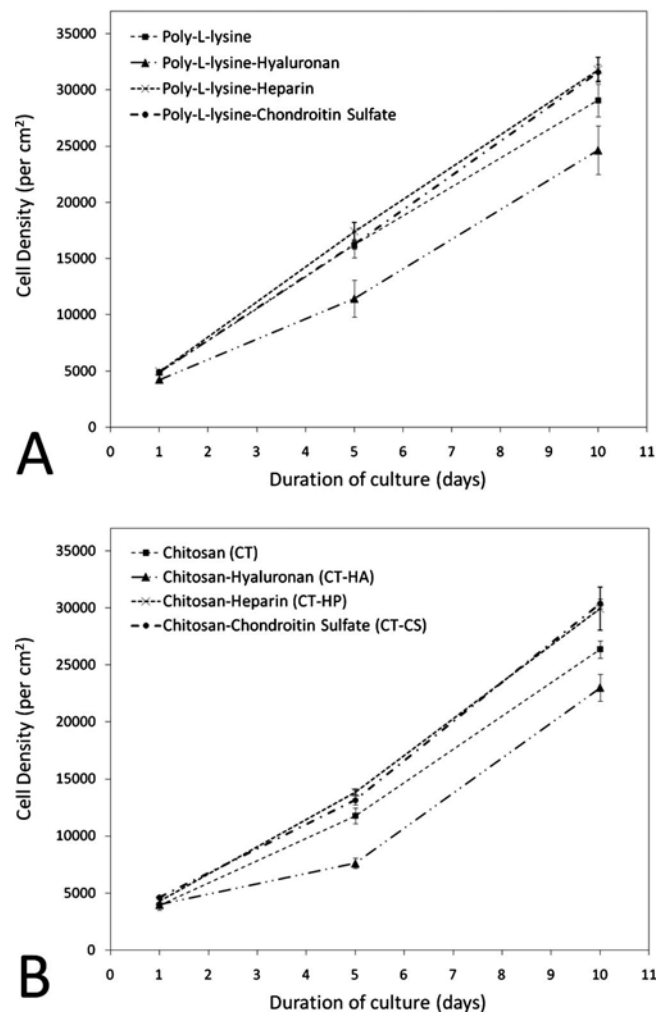 35000
30000
25000
20000
15000
10000
5000
0
Cell Density (per cm²)
Poly-L-lysine
Poly-L-lysine-Hyaluronan
Poly-L-lysine-Heparin
Poly-L-lysine-Chondroitin Sulfate
0 1 2 3 4 5 6 7 8 9 10 11
Duration of culture (days)
A
35000
30000
25000
20000
15000
10000
5000
0
Cell Density (per cm²)
Chitosan (CT)
Chitosan-Hyaluronan (CT-HA)
Chitosan-Heparin (CT-HP)
Chitosan-Chondroitin Sulfate (CT-CS)
0 1 2 3 4 5 6 7 8 9 10 11
Duration of culture (days)
B